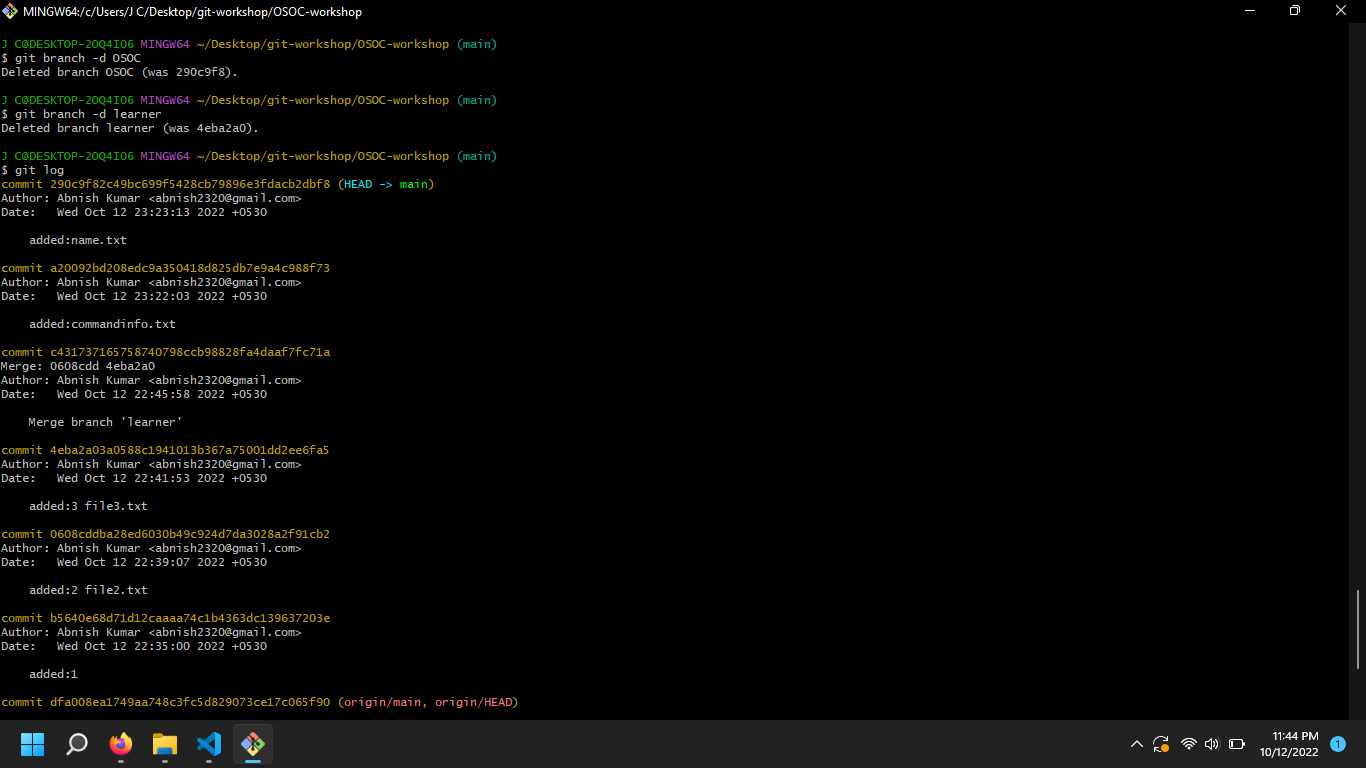 MINGW64:/c/Users/J C/Desktop/git-workshop/OSOC-workshop
J C@DESKTOP-2OQ4IO6 MINGW64 ~/Desktop/git-workshop/OSOC-workshop (main)
$ git branch -d OSOC
Deleted branch OSOC (was 290c9f8).
J C@DESKTOP-2OQ4IO6 MINGW64 ~/Desktop/git-workshop/OSOC-workshop (main)
$ git branch -d learner
Deleted branch learner (was 4eba2a0).
J C@DESKTOP-2OQ4IO6 MINGW64 ~/Desktop/git-workshop/OSOC-workshop (main)
$ git log
commit 290c9f82c49bc699f5428cb79896e3fdacb2dbf8 (HEAD -> main)
Author: Abnish Kumar <abnish2320@gmail.com>
Date:   Wed Oct 12 23:23:13 2022 +0530
    added:name.txt
commit a20092bd208edc9a350418d825db7e9a4c988f73
Author: Abnish Kumar <abnish2320@gmail.com>
Date:   Wed Oct 12 23:22:03 2022 +0530
    added:commandinfo.txt
commit c431737165758740798ccb98828fa4daaf7fc71a
Merge: 0608cdd 4eba2a0
Author: Abnish Kumar <abnish2320@gmail.com>
Date:   Wed Oct 12 22:45:58 2022 +0530
    Merge branch 'learner'
commit 4eba2a03a0588c1941013b367a75001dd2ee6fa5
Author: Abnish Kumar <abnish2320@gmail.com>
Date:   Wed Oct 12 22:41:53 2022 +0530
    added:3 file3.txt
commit 0608cddba28ed6030b49c924d7da3028a2f91cb2
Author: Abnish Kumar <abnish2320@gmail.com>
Date:   Wed Oct 12 22:39:07 2022 +0530
    added:2 file2.txt
commit b5640e68d71d12caaaa74c1b4363dc139637203e
Author: Abnish Kumar <abnish2320@gmail.com>
Date:   Wed Oct 12 22:35:00 2022 +0530
    added:1
commit dfa008ea1749aa748c3fc5d829073ce17c065f90 (origin/main, origin/HEAD)
11:44 PM
10/12/2022
1